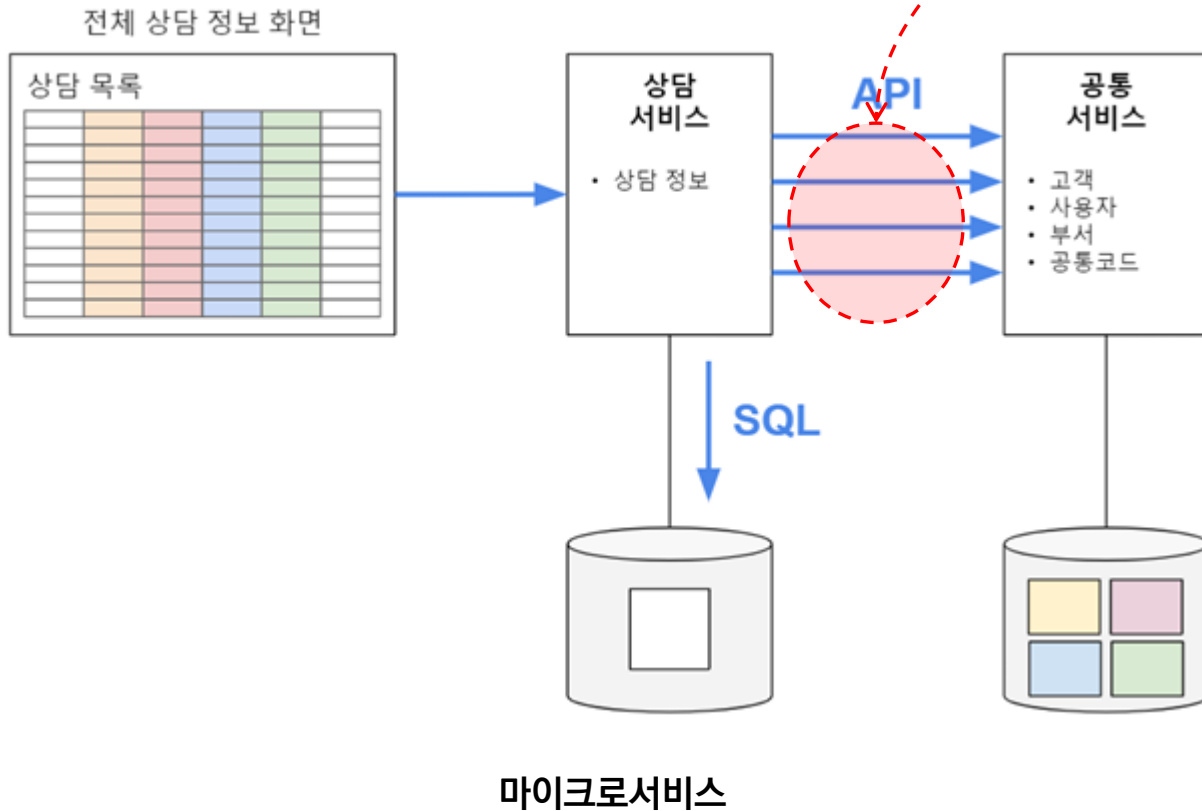 전체 상담 정보 화면
상담 목록
상담
서비스
• 상담 정보
API
공통
서비스
• 고객
• 사용자
• 부서
• 공통코드
SQL
마이크로서비스